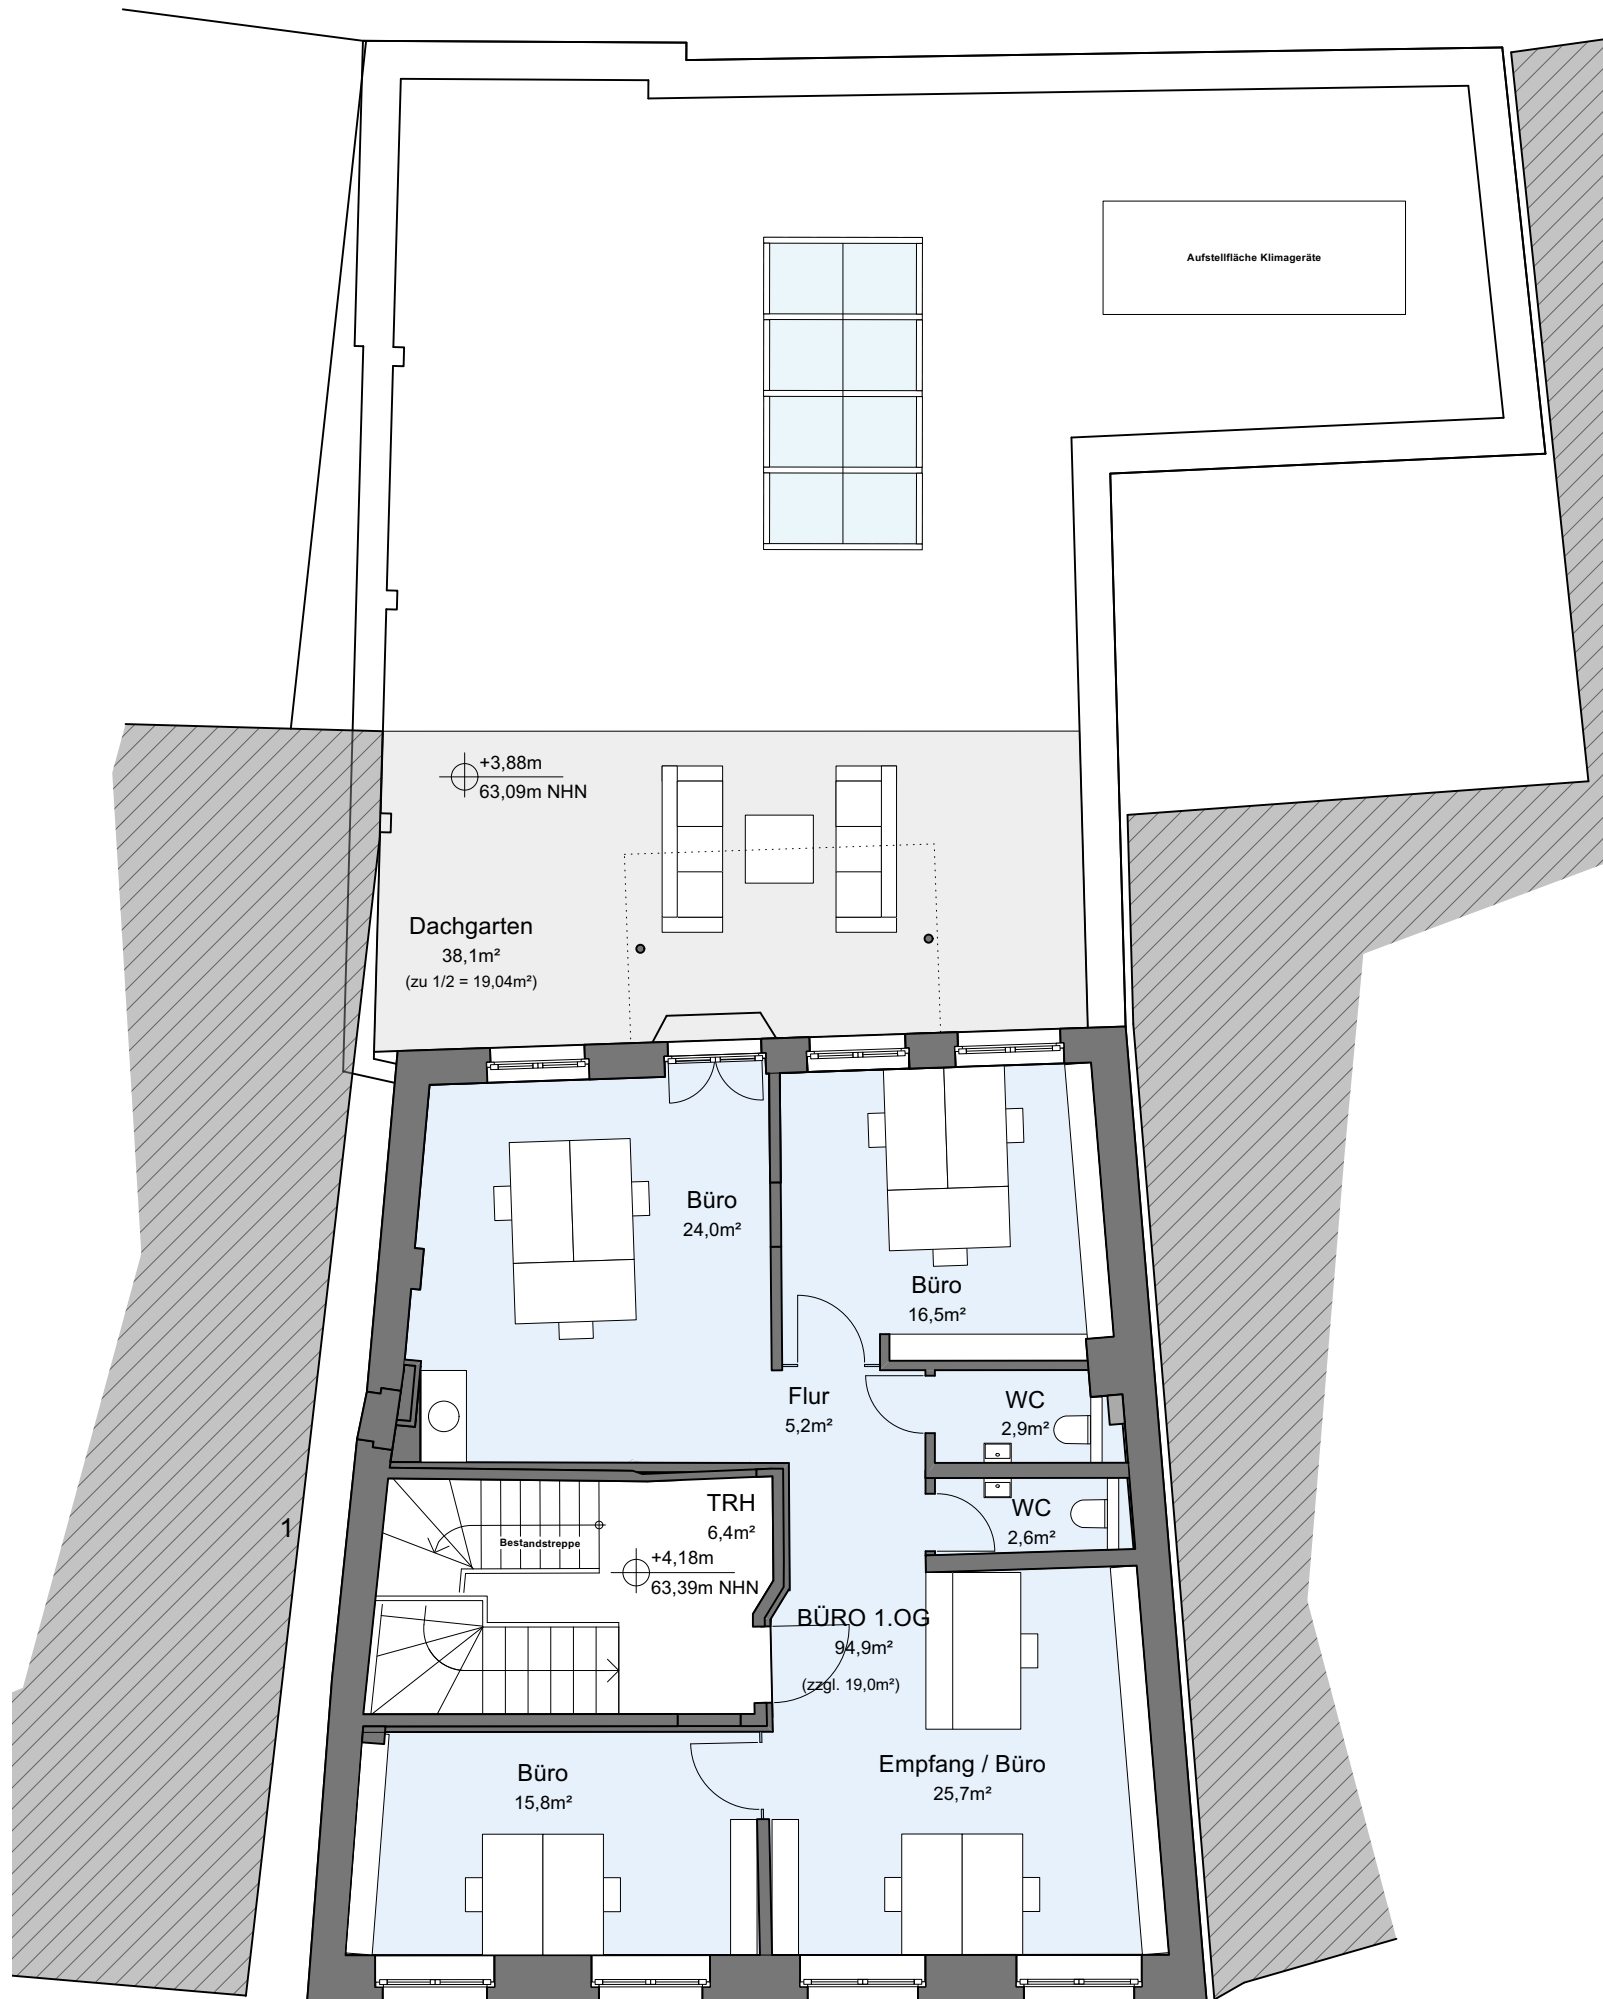 Aufstellfläche Klimageräte
+3,88m
63,09m NHN
Dachgarten
38,1m²
(zu 1/2 = 19,04m²)
Büro
24,0m²
Büro
16,5m²
Flur
5,2m²
WC
2,9m²
TRH
6,4m²
WC
2,6m²
1
Bestandstreppe
+4,18m
63,39m NHN
BÜRO 1.OG
94,9m²
(zzgl. 19,0m²)
Empfang / Büro
25,7m²
Büro
15,8m²